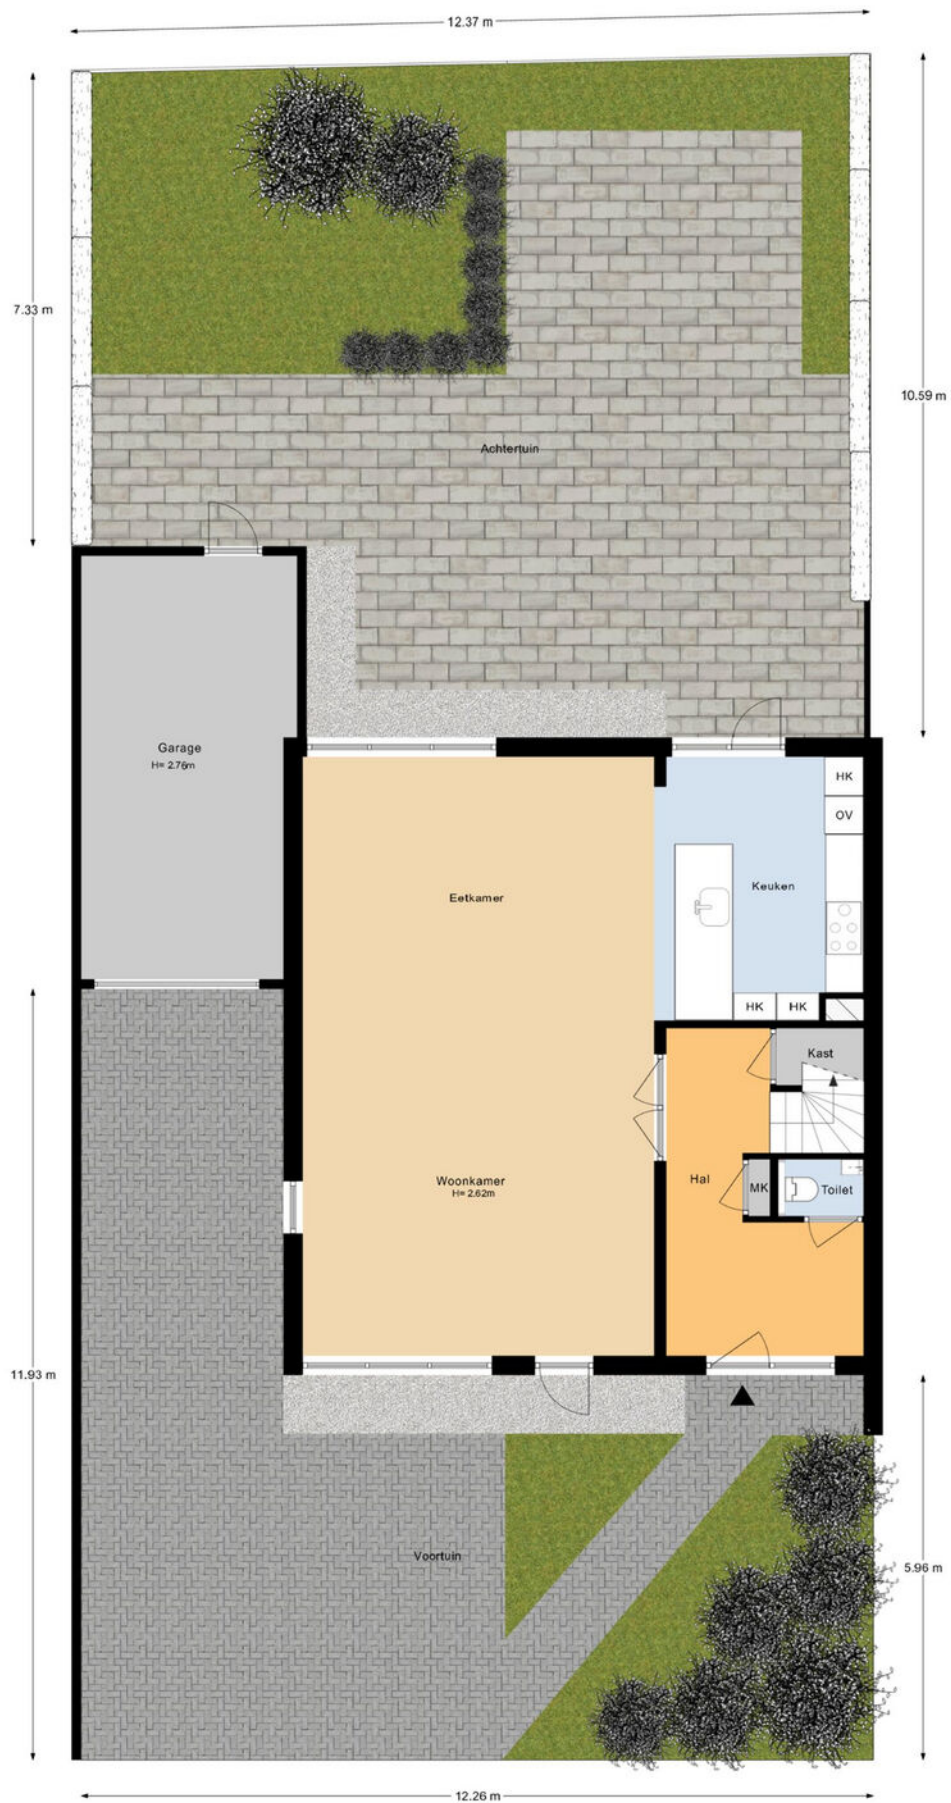 12.37 m
7.33 m
10.59 m
Achtertuin
Garage
H= 2.76m
HK
OV
Keuken
Eetkamer
HK
HK
Kast
Woonkamer
H= 2.62m
Hal
MK
Toilet
11.93 m
Voortuin
5.96 m
12.26 m